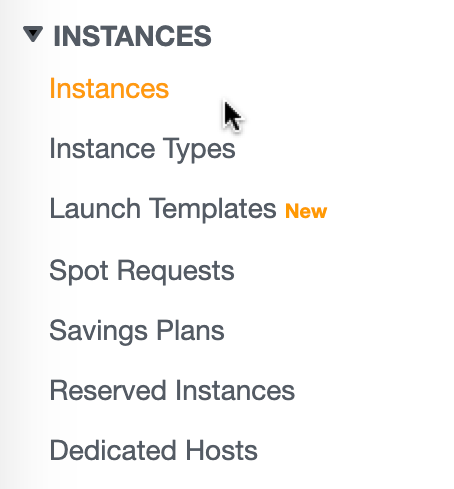 INSTANCES
Instances
Instance Types
Launch Templates New
Spot Requests
Savings Plans
Reserved Instances
Dedicated Hosts